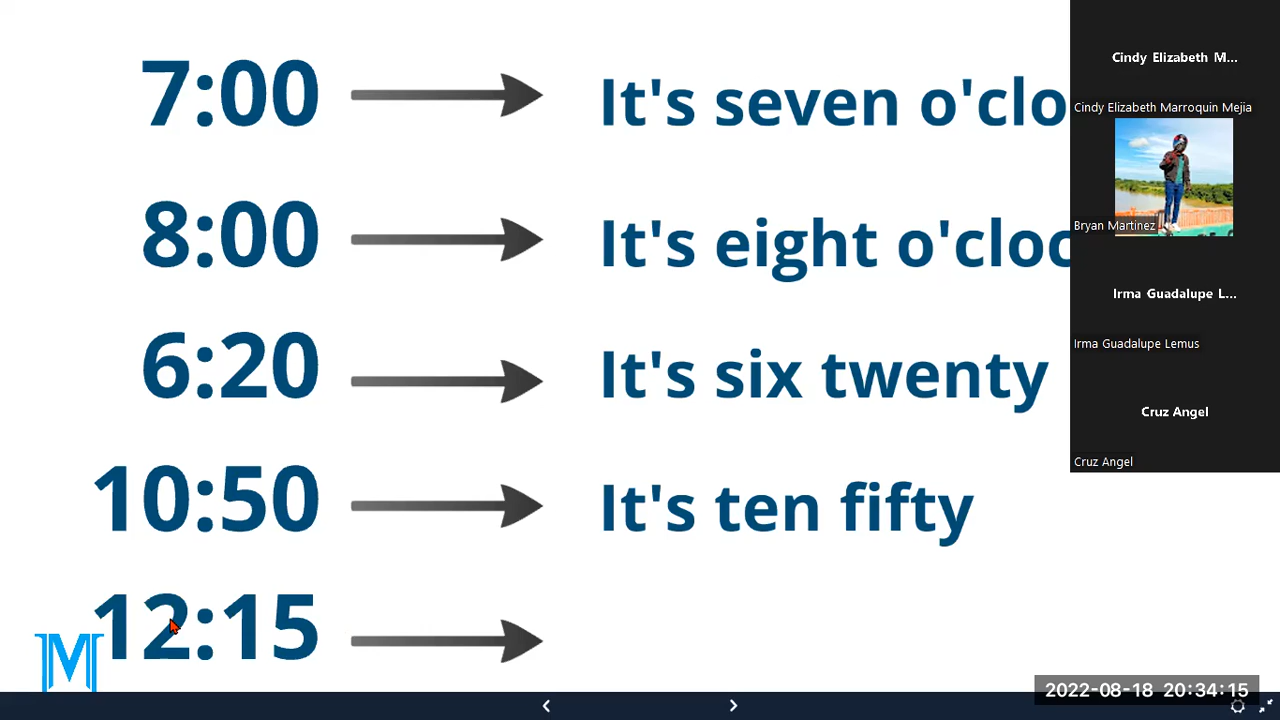 7:00 It's seven o'clo
8:00 It's eight o'cloc
6:20 It's six twenty
10:50 It's ten fifty
12:15
M
Cindy Elizabeth M...
Cindy Elizabeth Marroquin Mejia
Bryan Martinez
Irma Guadalupe L...
Irma Guadalupe Lemus
Cruz Angel
Cruz Angel
2022-08-18 20:34:15